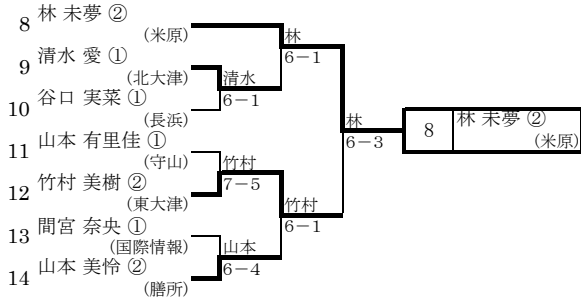 8 林 未夢 ②
(米原)
林
6−1
9 清水 愛 ①
(北大津)
清水
6−1
10 谷口 実菜 ①
(長浜)
林
6−3
8 林 未夢 ②
(米原)
11 山本 有里佳 ①
(守山)
竹村
7−5
12 竹村 美樹 ②
(東大津)
竹村
6−1
13 間宮 奈央 ①
(国際情報)
山本
6−4
14 山本 美怜 ②
(膳所)